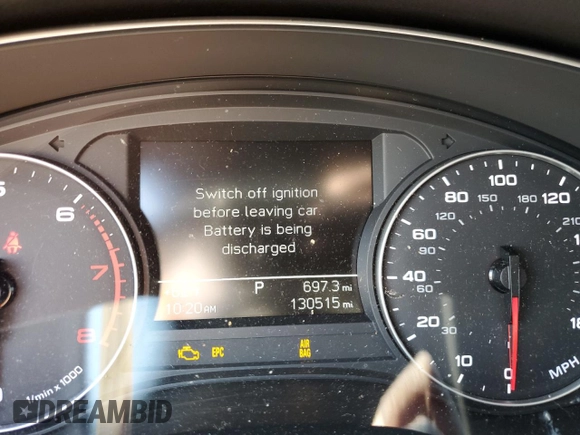 Switch off ignition
before leaving car.
Battery is being
discharged
P 697.3 mi
10:20 AM 130515 mi
EPC
AIR
BAG
5 6 7 8
1/min x 1000
0 10 20 40 60 80 100 120
30 60 90 120 150 180 210
MPH
DREAMBID